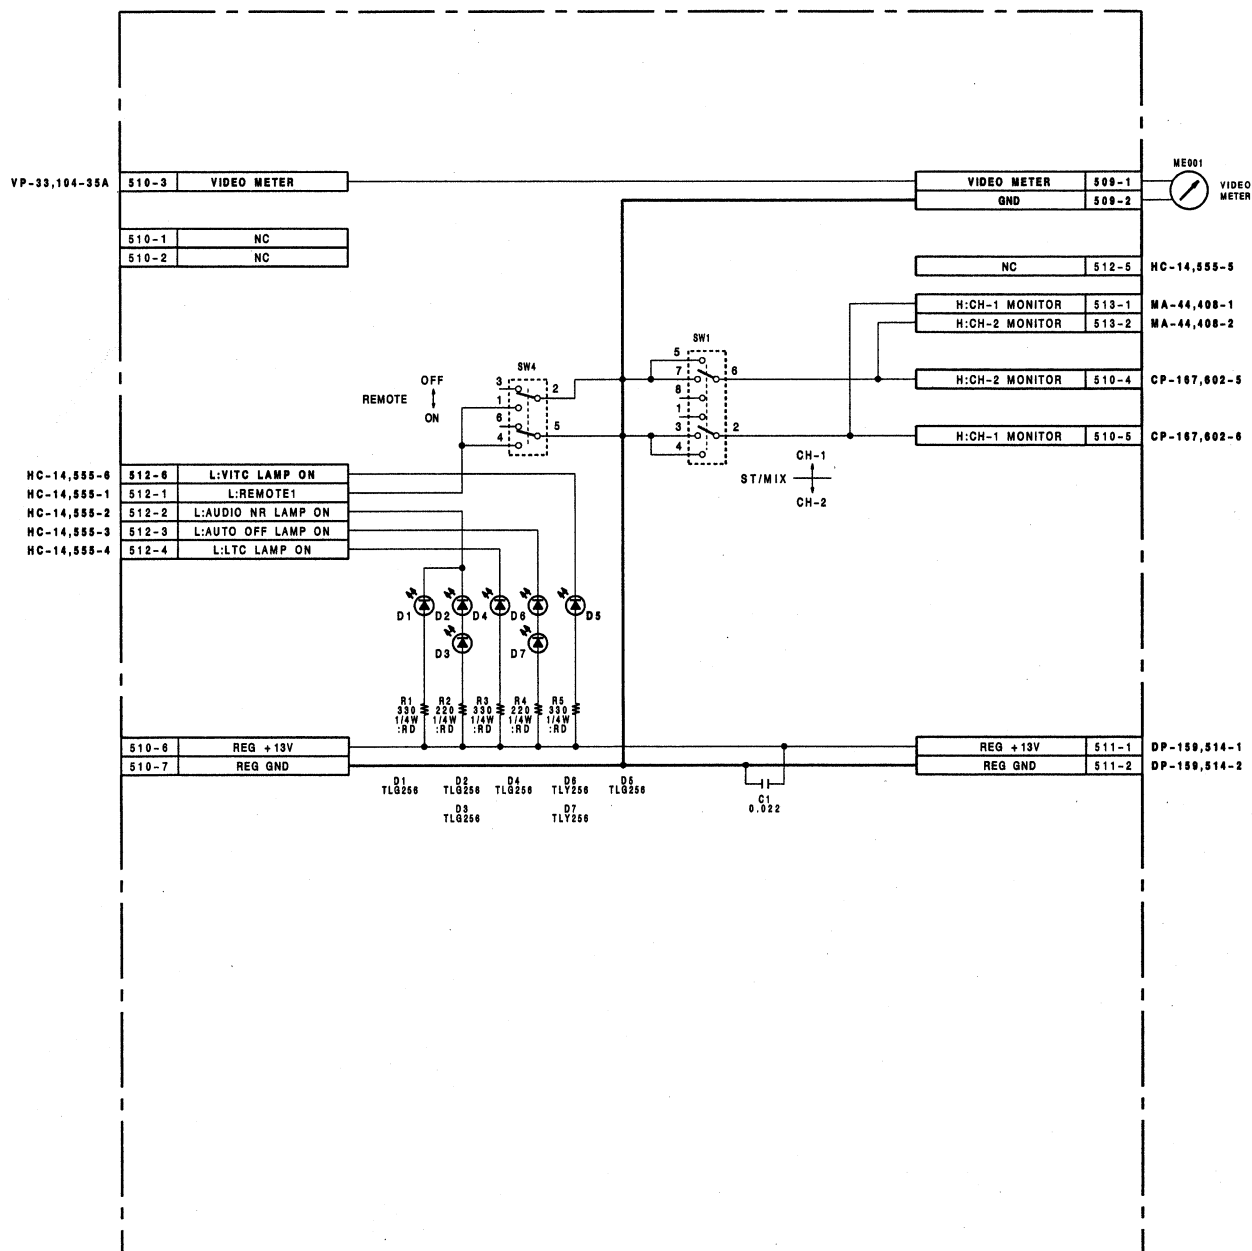 ME001
VIDEO
METER
VP-33,104-35A 510-3 VIDEO METER
VIDEO METER 509-1
GND 509-2
510-1 NC
510-2 NC
NC 512-5 HC-14,555-5
H:CH-1 MONITOR 513-1 MA-44,408-1
H:CH-2 MONITOR 513-2 MA-44,408-2
SW1
5
7 6
8
1
3 2
4
SW4
3 2
1
6 5
4
REMOTE
OFF
ON
H:CH-2 MONITOR 510-4 CP-167,602-5
H:CH-1 MONITOR 510-5 CP-167,602-6
CH-1
ST/MIX
CH-2
HC-14,555-6 512-6 L:VITC LAMP ON
HC-14,555-1 512-1 L:REMOTE1
HC-14,555-2 512-2 L:AUDIO NR LAMP ON
HC-14,555-3 512-3 L:AUTO OFF LAMP ON
HC-14,555-4 512-4 L:LTC LAMP ON
D1 D2 D4 D6 D5
D3 D7
R1 R2 R3 R4 R5
330 220 330 220 330
1/4W 1/4W 1/4W 1/4W 1/4W
:RD :RD :RD :RD :RD
510-6 REG +13V
510-7 REG GND
REG +13V 511-1 DP-159,514-1
REG GND 511-2 DP-159,514-2
D1 D2 D4 D6 D5
TLG256 TLG256 TLG256 TLY256 TLG256
D3 D7
TLG256 TLY256
C1
0.022